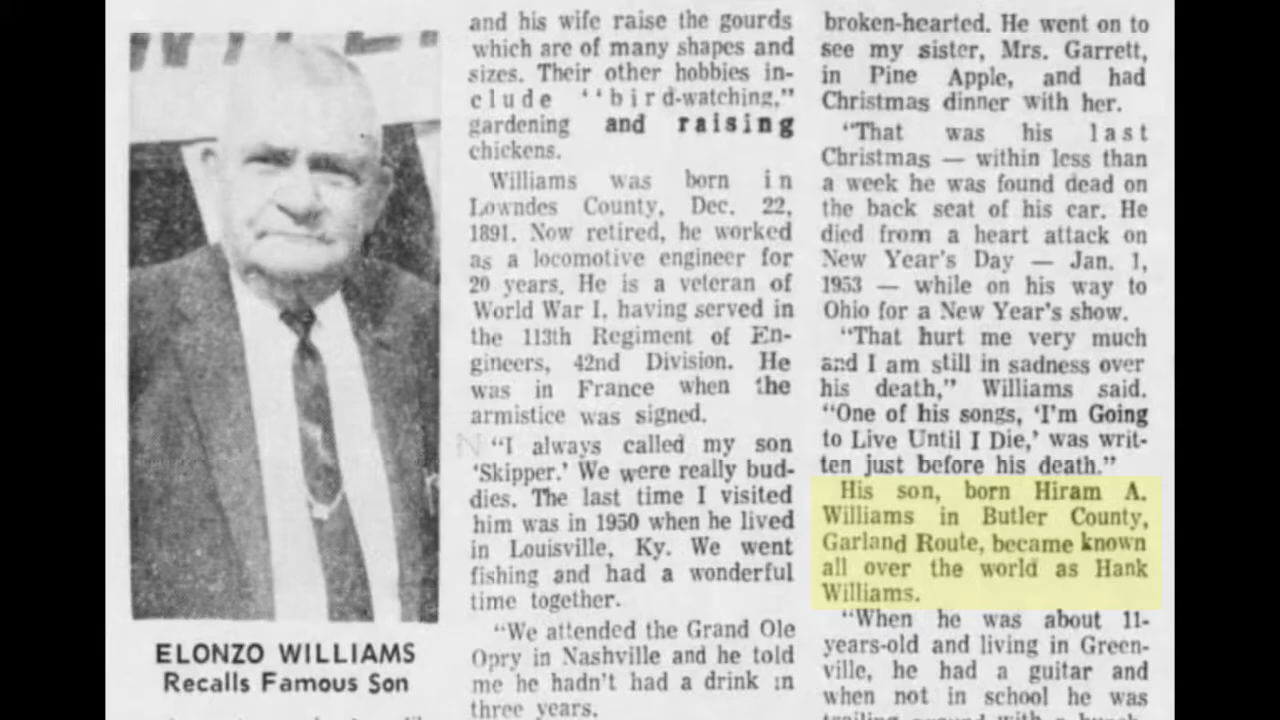 ELONZO WILLIAMS
Recalls Famous Son
and his wife raise the gourds
which are of many shapes and
sizes. Their other hobbies in-
clude "bird-watching,"
gardening and raising
chickens.
Williams was born in
Lowndes County, Dec. 22,
1891. Now retired, he worked
as a locomotive engineer for
20 years. He is a veteran of
World War I, having served in
the 113th Regiment of En-
gineers, 42nd Division. He
was in France when the
armistice was signed.
"I always called my son
'Skipper.' We were really bud-
dies. The last time I visited
him was in 1950 when he lived
in Louisville, Ky. We went
fishing and had a wonderful
time together.
"We attended the Grand Ole
Opry in Nashville and he told
me he hadn't had a drink in
three years.
broken-hearted. He went on to
see my sister, Mrs. Garrett,
in Pine Apple, and had
Christmas dinner with her.
"That was his last
Christmas — within less than
a week he was found dead on
the back seat of his car. He
died from a heart attack on
New Year's Day — Jan. 1,
1953 — while on his way to
Ohio for a New Year's show.
"That hurt me very much
and I am still in sadness over
his death," Williams said.
"One of his songs, 'I'm Going
to Live Until I Die,' was writ-
ten just before his death."
His son, born Hiram A.
Williams in Butler County,
Garland Route, became known
all over the world as Hank
Williams.
"When he was about 11-
years-old and living in Green-
ville, he had a guitar and
when not in school he was